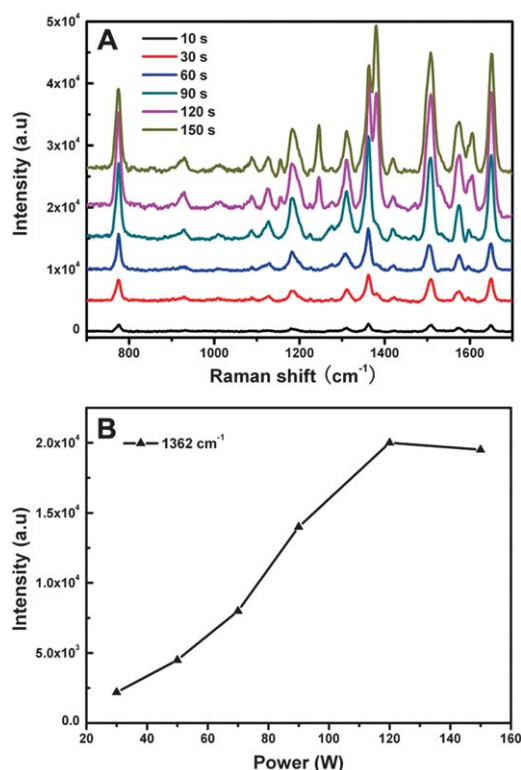 A
10 s
30 s
60 s
90 s
120 s
150 s
5x10⁴
4x10⁴
3x10⁴
2x10⁴
1x10⁴
0
Intensity (a.u)
800 1000 1200 1400 1600
Raman shift (cm⁻¹)
B
1362 cm⁻¹
2.0x10⁴
1.5x10⁴
1.0x10⁴
5.0x10³
0.0
Intensity (a.u)
20 40 60 80 100 120 140 160
Power (W)